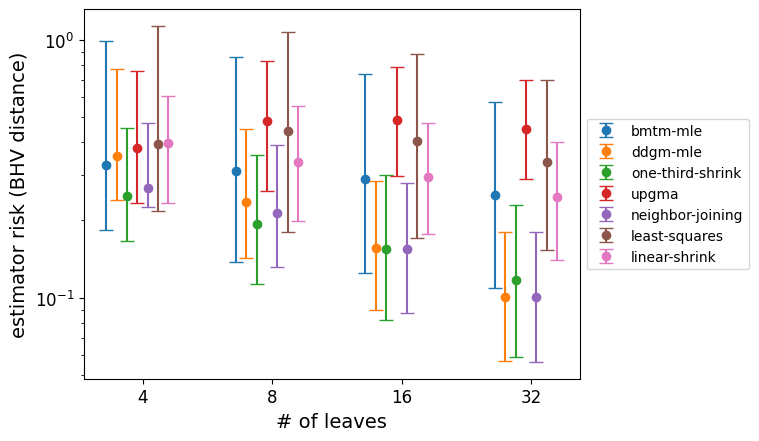 estimator risk (BHV distance)
10⁰
10⁻¹
4 8 16 32
# of leaves
bmtm-mle
ddgm-mle
one-third-shrink
upgma
neighbor-joining
least-squares
linear-shrink